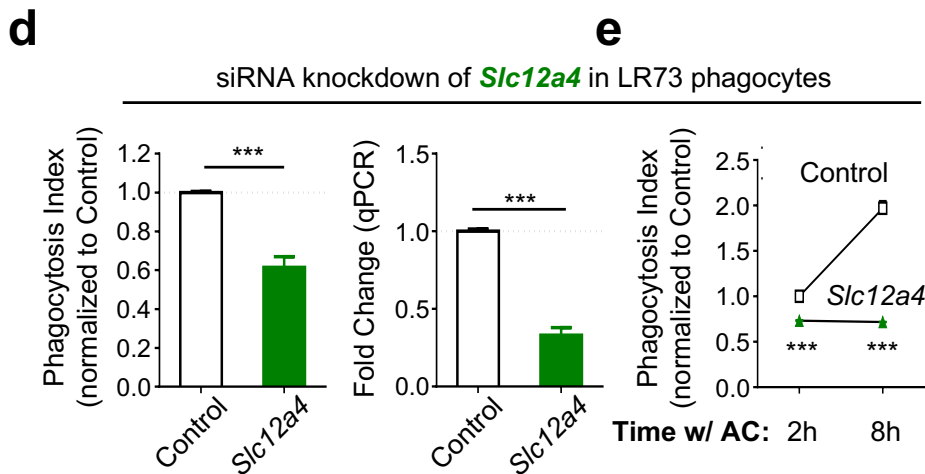 d
e
siRNA knockdown of Slc12a4 in LR73 phagocytes
Phagocytosis Index
(normalized to Control)
1.2
1.0
0.8
0.6
0.4
0.2
0.0
***
Control
Slc12a4
Fold Change (qPCR)
1.5
1.0
0.5
0.0
***
Control
Slc12a4
Phagocytosis Index
(normalized to Control)
2.5
2.0
1.5
1.0
0.5
0.0
Control
Slc12a4
*** ***
Time w/ AC: 2h 8h